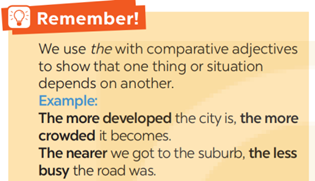 Remember!
We use the with comparative adjectives
to show that one thing or situation
depends on another.
Example:
The more developed the city is, the more
crowded it becomes.
The nearer we got to the suburb, the less
busy the road was.